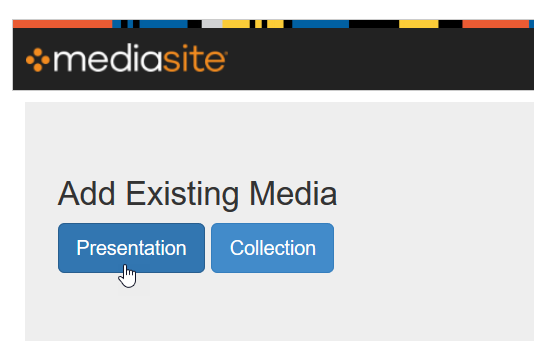 mediasite
Add Existing Media
Presentation Collection